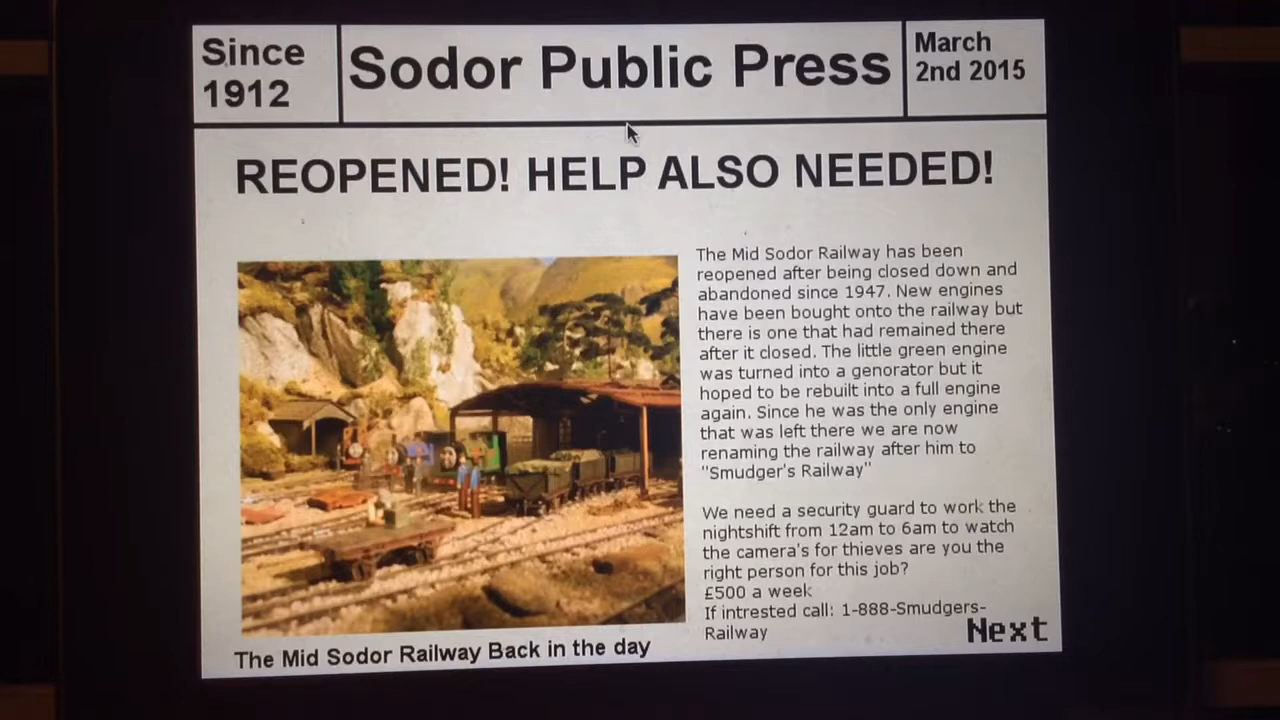 Since
1912
Sodor Public Press
March
2nd 2015
REOPENED! HELP ALSO NEEDED!
The Mid Sodor Railway has been
reopened after being closed down and
abandoned since 1947. New engines
have been bought onto the railway but
there is one that had remained there
after it closed. The little green engine
was turned into a genorator but it
hoped to be rebuilt into a full engine
again. Since he was the only engine
that was left there we are now
renaming the railway after him to
"Smudger's Railway"
We need a security guard to work the
nightshift from 12am to 6am to watch
the camera's for thieves are you the
right person for this job?
£500 a week
If intrested call: 1-888-Smudgers-
Railway
Next
The Mid Sodor Railway Back in the day